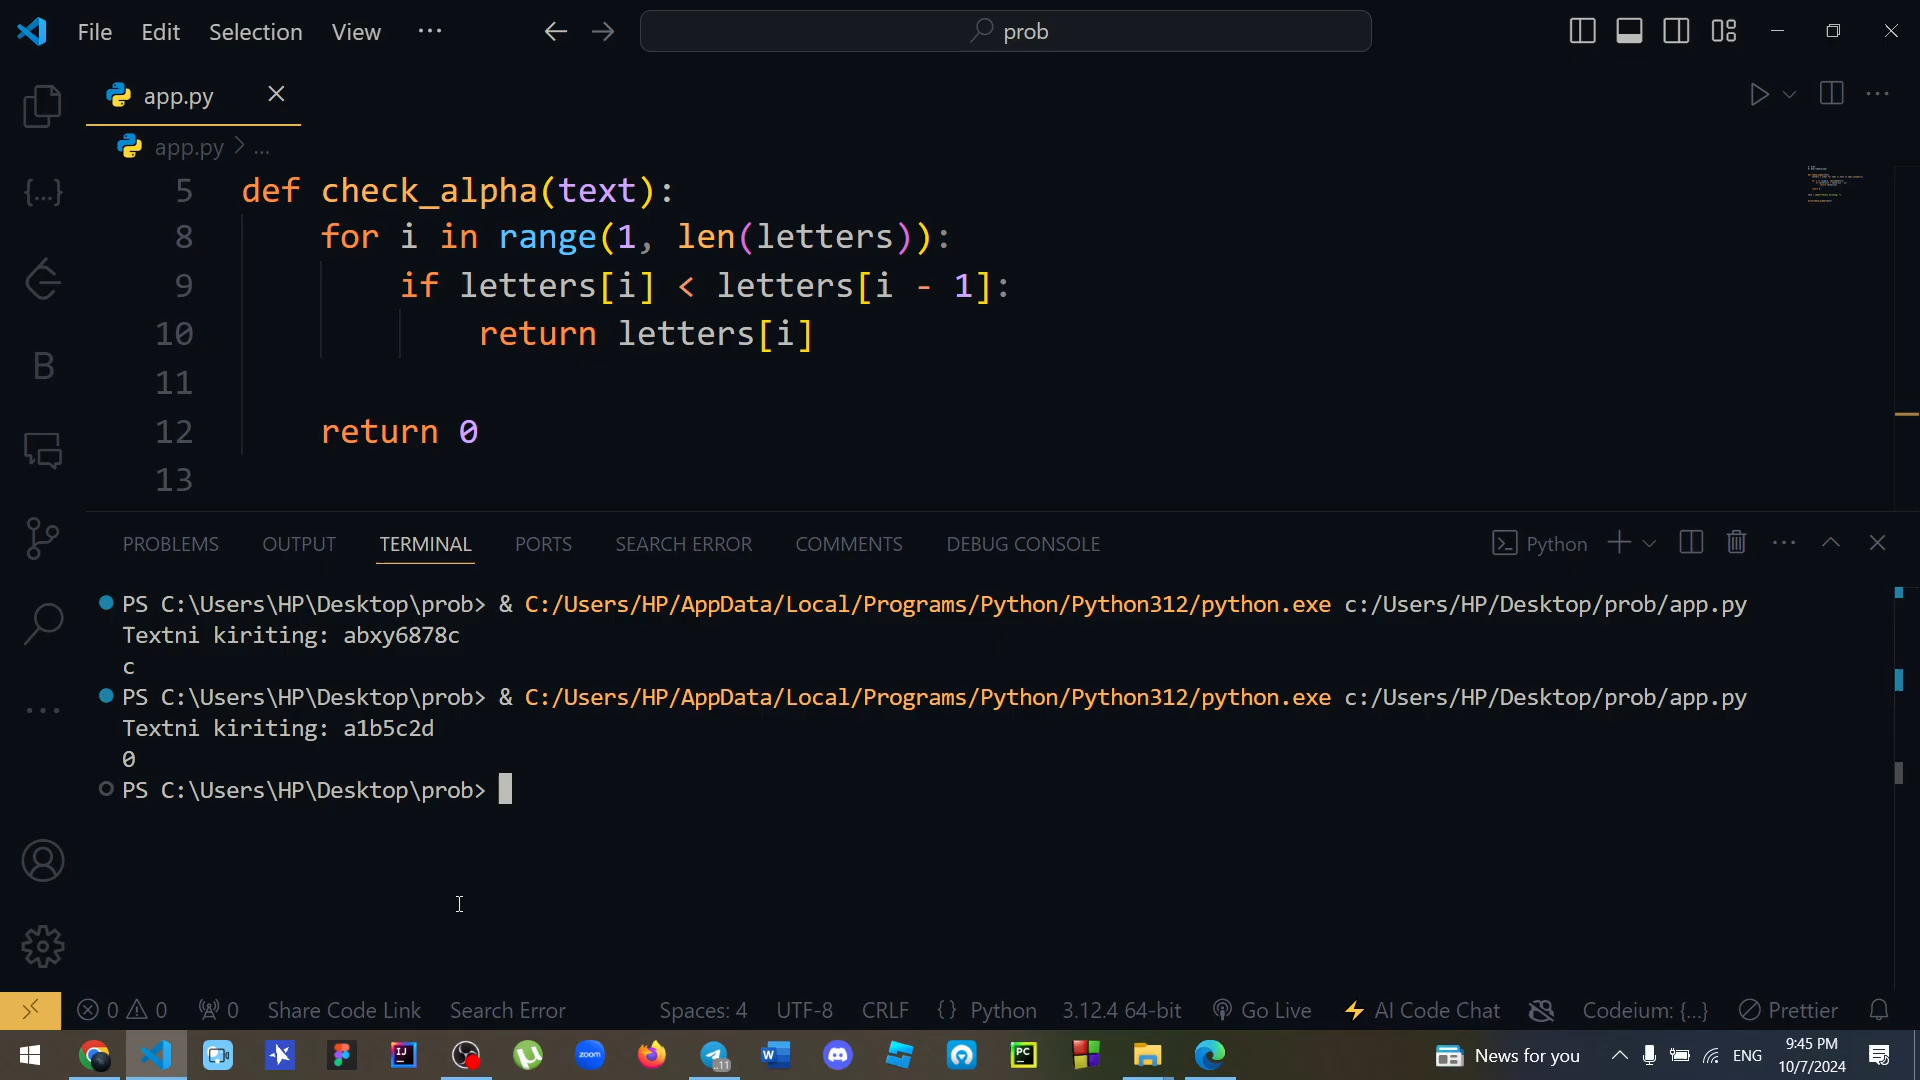 File Edit Selection View ... prob
app.py
app.py > ...
5 def check_alpha(text):
8 for i in range(1, len(letters)):
9 if letters[i] < letters[i - 1]:
10 return letters[i]
11
12 return 0
13
PROBLEMS OUTPUT TERMINAL PORTS SEARCH ERROR COMMENTS DEBUG CONSOLE Python
PS C:\Users\HP\Desktop\prob> & C:/Users/HP/AppData/Local/Programs/Python/Python312/python.exe c:/Users/HP/Desktop/prob/app.py
Textni kiriting: abxy6878c
c
PS C:\Users\HP\Desktop\prob> & C:/Users/HP/AppData/Local/Programs/Python/Python312/python.exe c:/Users/HP/Desktop/prob/app.py
Textni kiriting: a1b5c2d
0
PS C:\Users\HP\Desktop\prob>
0 0 0 Share Code Link Search Error Spaces: 4 UTF-8 CRLF {} Python 3.12.4 64-bit Go Live AI Code Chat Codeium: {...} Prettier
News for you ENG 9:45 PM
10/7/2024